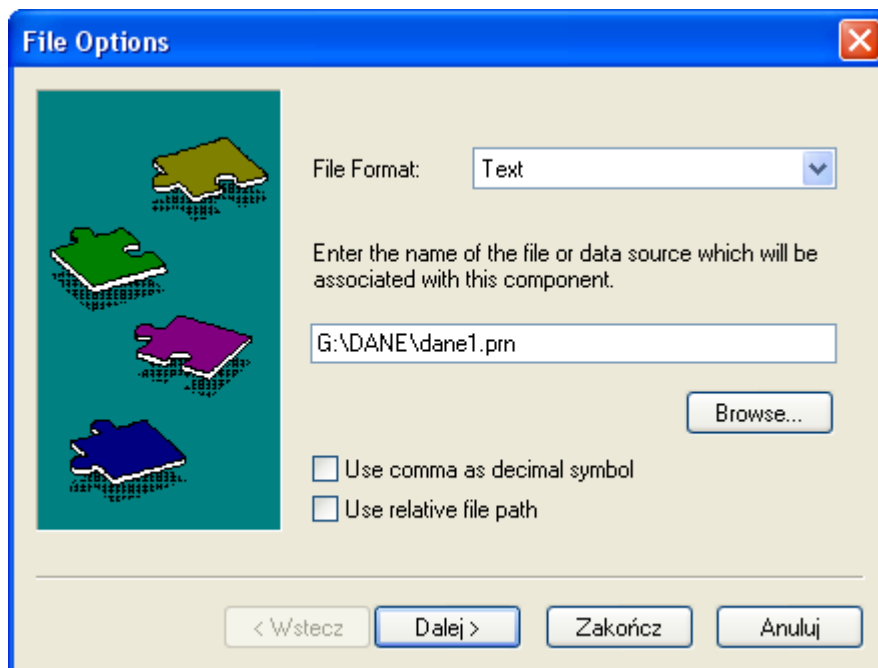 File Options
File Format:
Text
Enter the name of the file or data source which will be
associated with this component.
G:\DANE\dane1.prn
Browse...
Use comma as decimal symbol
Use relative file path
< Wstecz
Dalej >
Zakończ
Anuluj